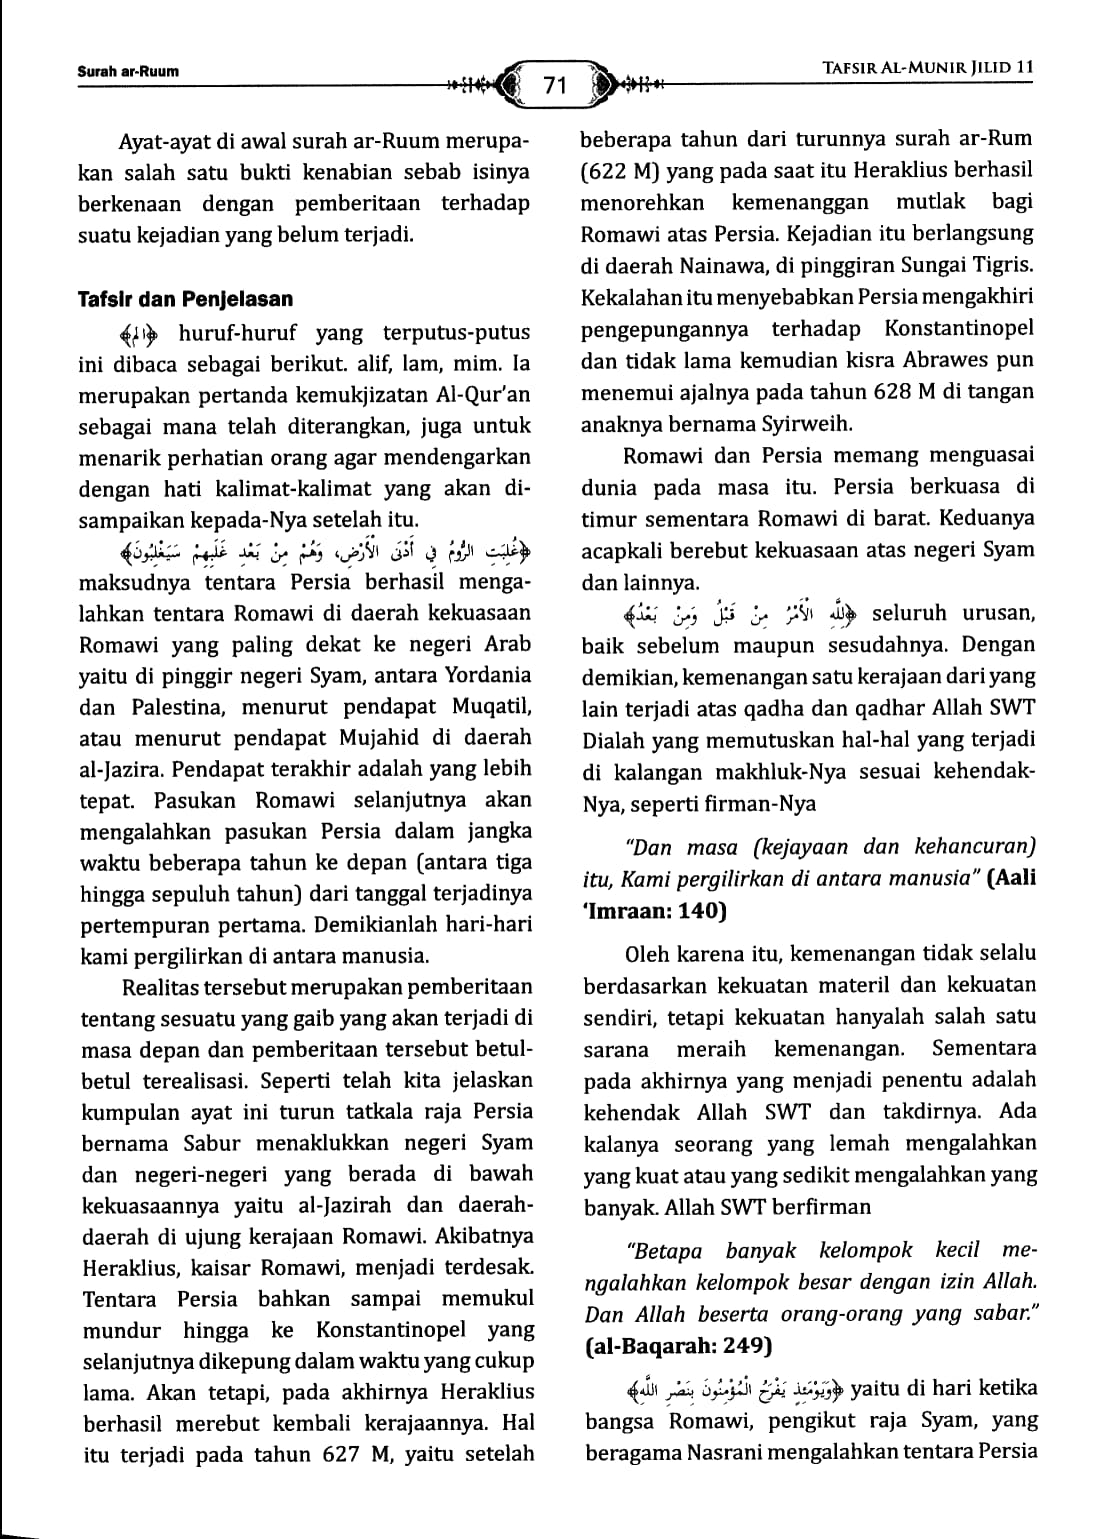 Surah ar-Ruum
71
TAFSIR AL-MUNIR JILID 11
Ayat-ayat di awal surah ar-Ruum merupa-
kan salah satu bukti kenabian sebab isinya
berkenaan dengan pemberitaan terhadap
suatu kejadian yang belum terjadi.
Tafsir dan Penjelasan
﴿الم﴾ huruf-huruf yang terputus-putus
ini dibaca sebagai berikut. alif, lam, mim. Ia
merupakan pertanda kemukjizatan Al-Qur'an
sebagai mana telah diterangkan, juga untuk
menarik perhatian orang agar mendengarkan
dengan hati kalimat-kalimat yang akan di-
sampaikan kepada-Nya setelah itu.
﴿غُلِبَتِ الرُّومُ فِي أَدْنَى الْأَرْضِ، وَهُمْ مِنْ بَعْدِ غَلَبِهِمْ سَيَغْلِبُونَ﴾
maksudnya tentara Persia berhasil menga-
lahkan tentara Romawi di daerah kekuasaan
Romawi yang paling dekat ke negeri Arab
yaitu di pinggir negeri Syam, antara Yordania
dan Palestina, menurut pendapat Muqatil,
atau menurut pendapat Mujahid di daerah
al-Jazira. Pendapat terakhir adalah yang lebih
tepat. Pasukan Romawi selanjutnya akan
mengalahkan pasukan Persia dalam jangka
waktu beberapa tahun ke depan (antara tiga
hingga sepuluh tahun) dari tanggal terjadinya
pertempuran pertama. Demikianlah hari-hari
kami pergilirkan di antara manusia.
Realitas tersebut merupakan pemberitaan
tentang sesuatu yang gaib yang akan terjadi di
masa depan dan pemberitaan tersebut betul-
betul terealisasi. Seperti telah kita jelaskan
kumpulan ayat ini turun tatkala raja Persia
bernama Sabur menaklukkan negeri Syam
dan negeri-negeri yang berada di bawah
kekuasaannya yaitu al-Jazirah dan daerah-
daerah di ujung kerajaan Romawi. Akibatnya
Heraklius, kaisar Romawi, menjadi terdesak.
Tentara Persia bahkan sampai memukul
mundur hingga ke Konstantinopel yang
selanjutnya dikepung dalam waktu yang cukup
lama. Akan tetapi, pada akhirnya Heraklius
berhasil merebut kembali kerajaannya. Hal
itu terjadi pada tahun 627 M, yaitu setelah
beberapa tahun dari turunnya surah ar-Rum
(622 M) yang pada saat itu Heraklius berhasil
menorehkan kemenanggan mutlak bagi
Romawi atas Persia. Kejadian itu berlangsung
di daerah Nainawa, di pinggiran Sungai Tigris.
Kekalahan itu menyebabkan Persia mengakhiri
pengepungannya terhadap Konstantinopel
dan tidak lama kemudian kisra Abrawes pun
menemui ajalnya pada tahun 628 M di tangan
anaknya bernama Syirweih.
Romawi dan Persia memang menguasai
dunia pada masa itu. Persia berkuasa di
timur sementara Romawi di barat. Keduanya
acapkali berebut kekuasaan atas negeri Syam
dan lainnya.
﴿لِلَّهِ الْأَمْرُ مِنْ قَبْلُ وَمِنْ بَعْدُ﴾ seluruh urusan,
baik sebelum maupun sesudahnya. Dengan
demikian, kemenangan satu kerajaan dari yang
lain terjadi atas qadha dan qadhar Allah SWT
Dialah yang memutuskan hal-hal yang terjadi
di kalangan makhluk-Nya sesuai kehendak-
Nya, seperti firman-Nya
"Dan masa (kejayaan dan kehancuran)
itu, Kami pergilirkan di antara manusia" (Aali
'Imraan: 140)
Oleh karena itu, kemenangan tidak selalu
berdasarkan kekuatan materil dan kekuatan
sendiri, tetapi kekuatan hanyalah salah satu
sarana meraih kemenangan. Sementara
pada akhirnya yang menjadi penentu adalah
kehendak Allah SWT dan takdirnya. Ada
kalanya seorang yang lemah mengalahkan
yang kuat atau yang sedikit mengalahkan yang
banyak. Allah SWT berfirman
"Betapa banyak kelompok kecil me-
ngalahkan kelompok besar dengan izin Allah.
Dan Allah beserta orang-orang yang sabar."
(al-Baqarah: 249)
﴿وَيَوْمَئِذٍ يَفْرَحُ الْمُؤْمِنُونَ بِنَصْرِ اللَّهِ﴾ yaitu di hari ketika
bangsa Romawi, pengikut raja Syam, yang
beragama Nasrani mengalahkan tentara Persia